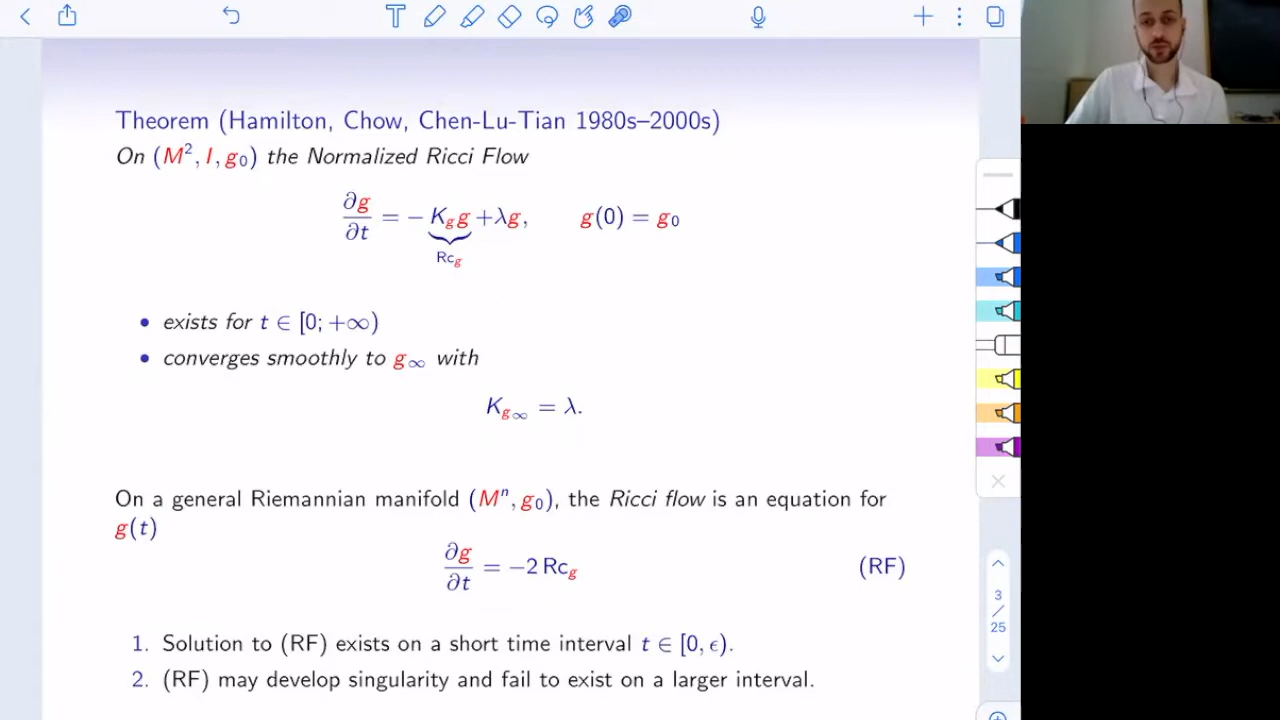 Theorem (Hamilton, Chow, Chen-Lu-Tian 1980s–2000s)
On (M², I, g₀) the Normalized Ricci Flow
∂g/∂t = − K_g g + λg, g(0) = g₀
Rc_g
• exists for t ∈ [0; +∞)
• converges smoothly to g_∞ with
K_{g_∞} = λ.
On a general Riemannian manifold (Mⁿ, g₀), the Ricci flow is an equation for
g(t)
∂g/∂t = −2 Rc_g (RF)
1. Solution to (RF) exists on a short time interval t ∈ [0, ϵ).
2. (RF) may develop singularity and fail to exist on a larger interval.
3
/
25